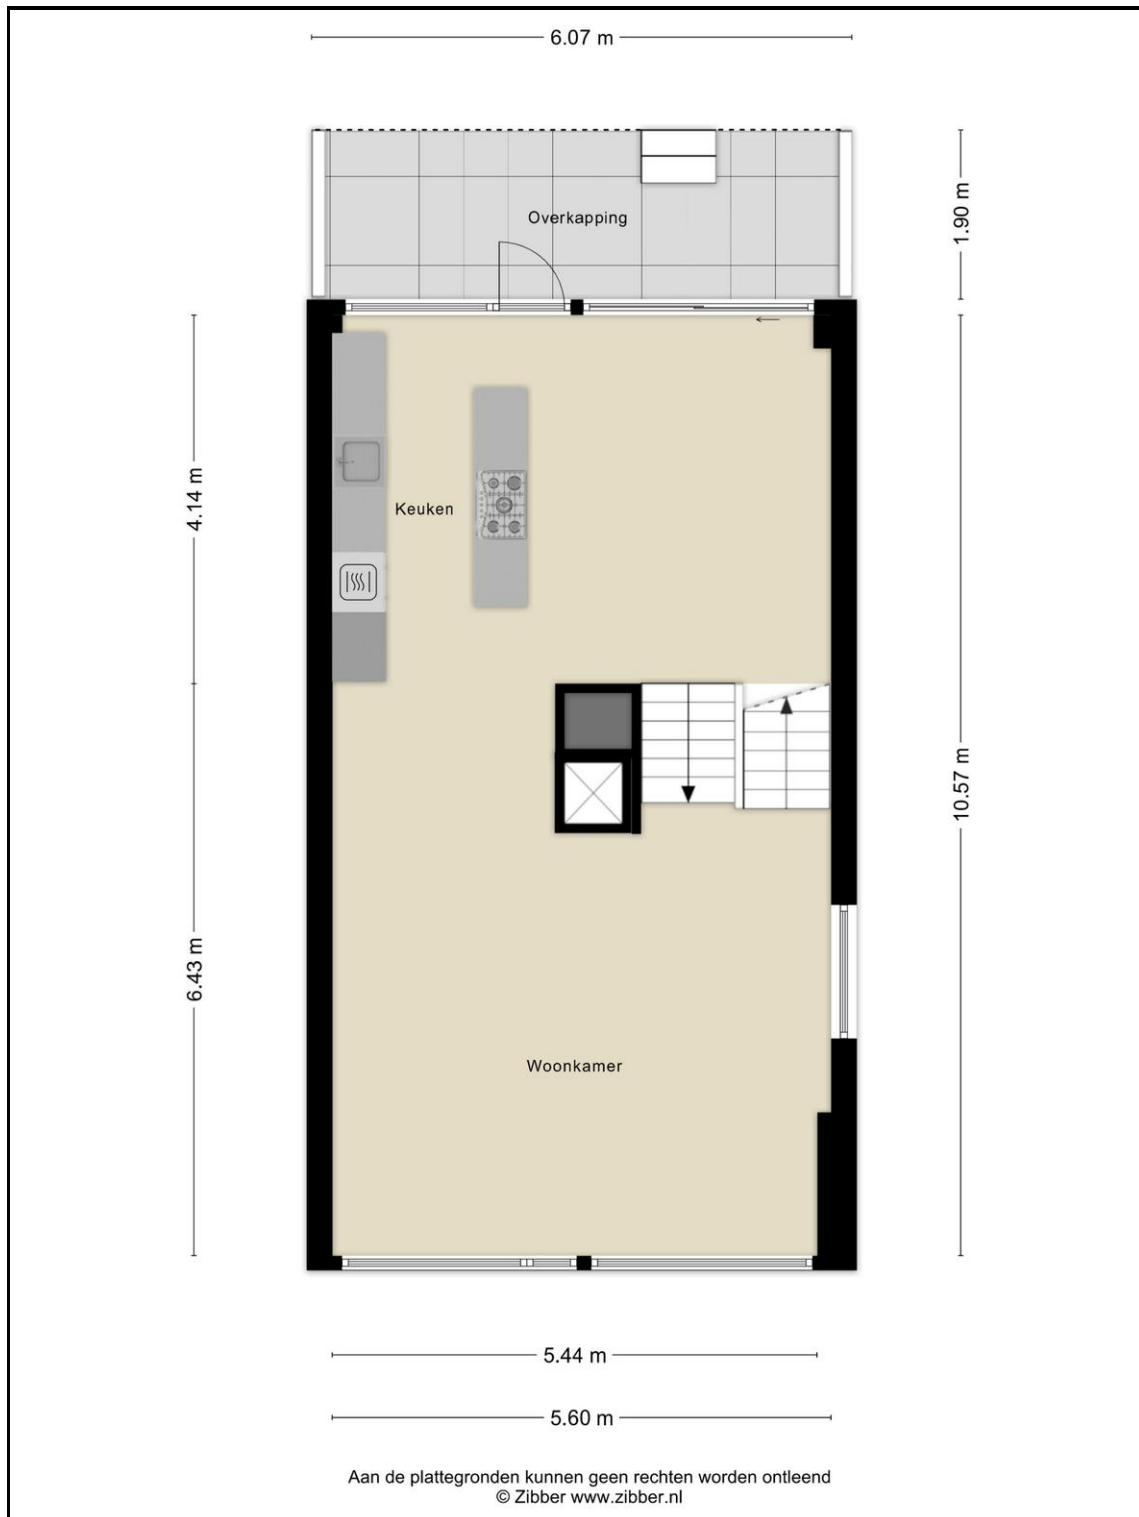 6.07 m
1.90 m
Overkapping
4.14 m
Keuken
10.57 m
6.43 m
Woonkamer
5.44 m
5.60 m
Aan de plattegronden kunnen geen rechten worden ontleend
© Zibber www.zibber.nl